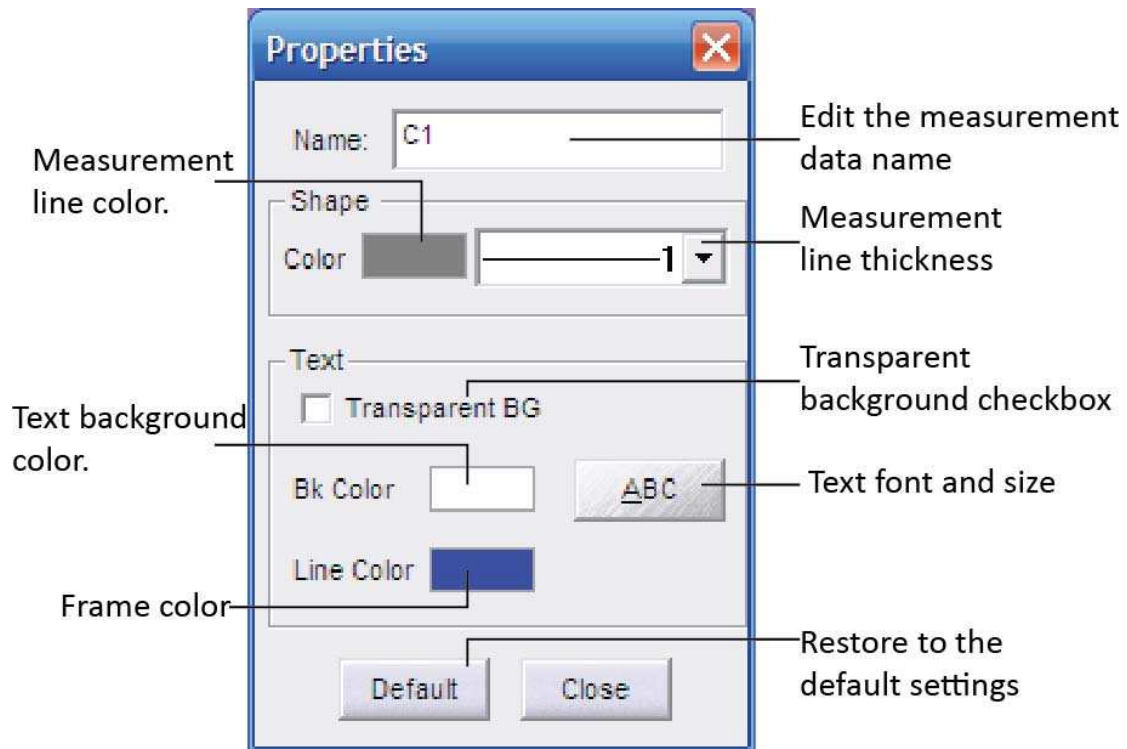 Properties
Name: C1
Edit the measurement
data name
Measurement
line color.
Shape
Color 1
Measurement
line thickness
Text
Transparent BG
Transparent
background checkbox
Text background
color.
Bk Color
ABC
Text font and size
Line Color
Frame color
Default
Close
Restore to the
default settings